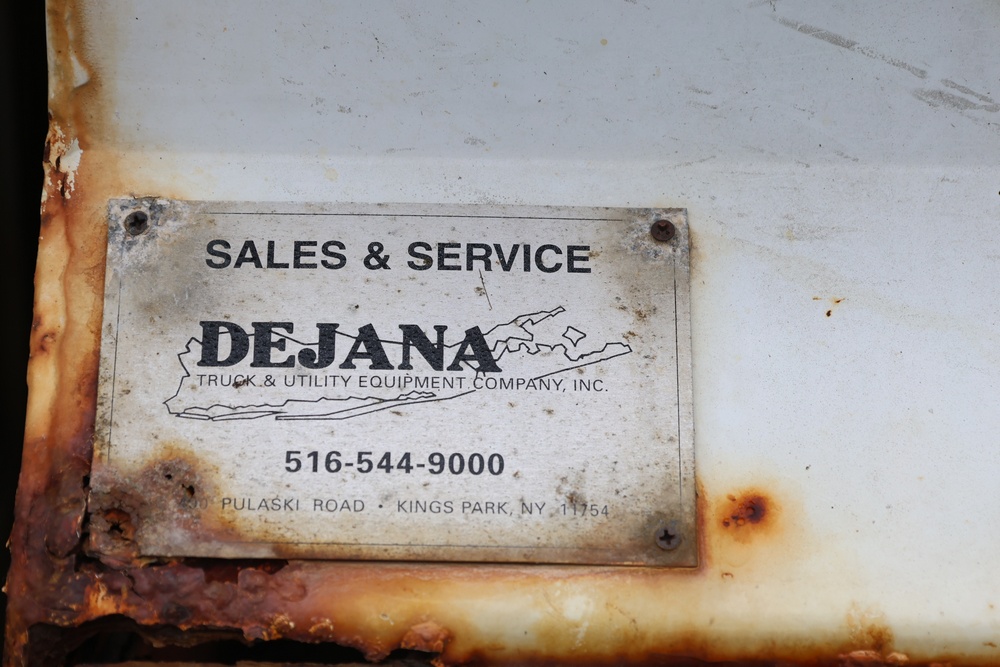 SALES & SERVICE
DEJANA
TRUCK & UTILITY EQUIPMENT COMPANY, INC.
516-544-9000
PULASKI ROAD • KINGS PARK, NY 11754